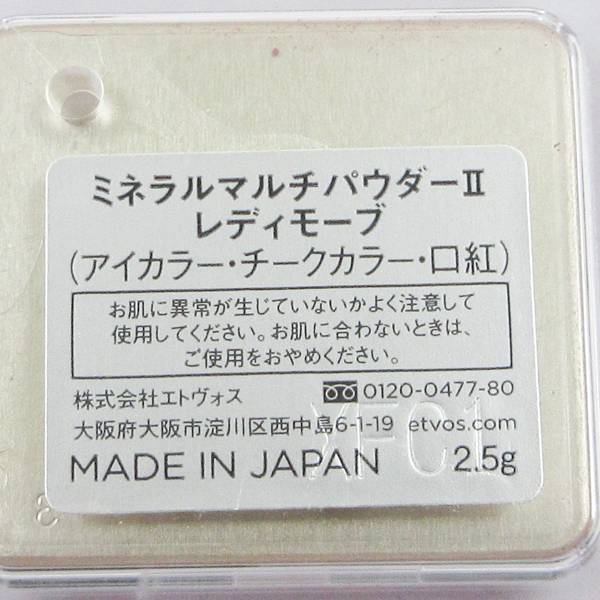 ミネラルマルチパウダーⅡ
レディモーブ
(アイカラー・チークカラー・口紅)
お肌に異常が生じていないかよく注意して
使用してください。お肌に合わないときは、
ご使用をおやめください。
株式会社エトヴォス 0120-0477-80
大阪府大阪市淀川区西中島6-1-19 etvos.com
MADE IN JAPAN 2.5g